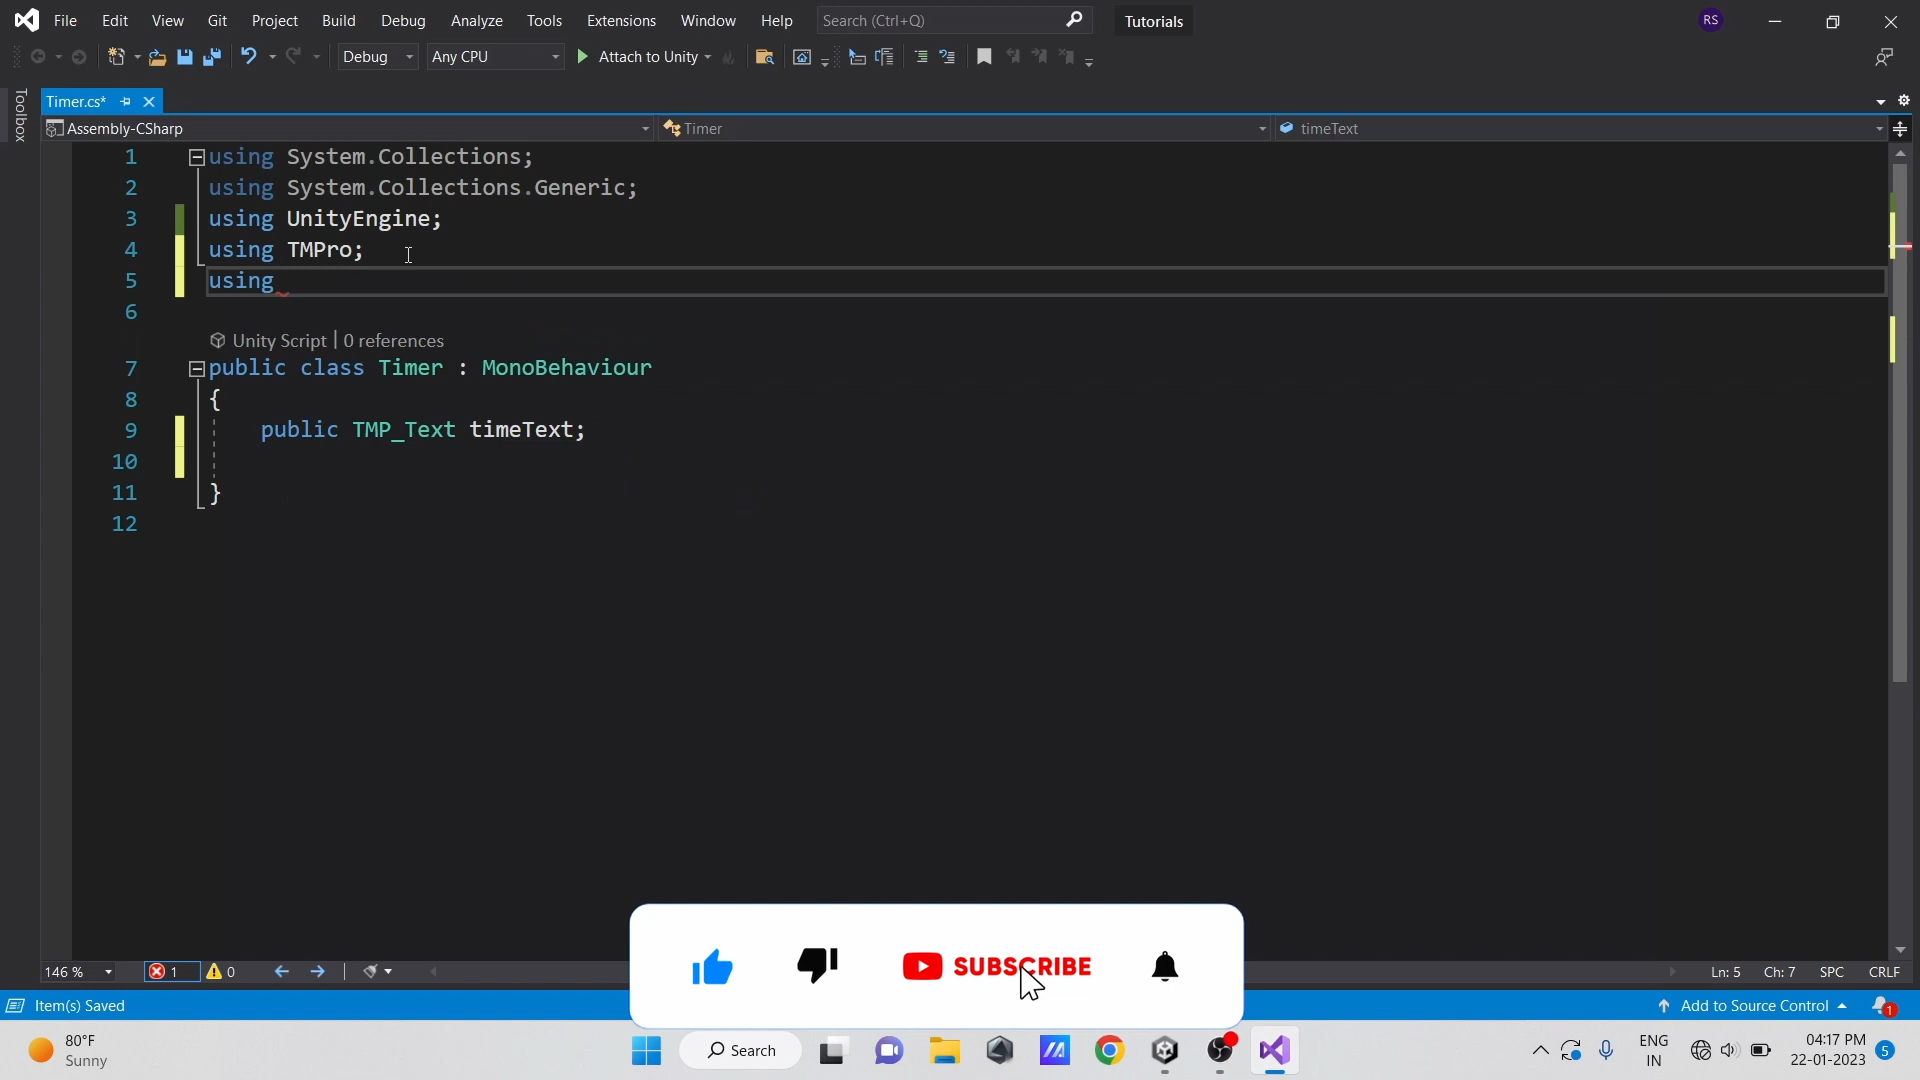 File Edit View Git Project Build Debug Analyze Tools Extensions Window Help Search (Ctrl+Q) Tutorials RS
Debug Any CPU Attach to Unity
Toolbox
Timer.cs*
Assembly-CSharp Timer timeText
1 using System.Collections;
2 using System.Collections.Generic;
3 using UnityEngine;
4 using TMPro;
5 using
6
Unity Script | 0 references
7 public class Timer : MonoBehaviour
8 {
9 public TMP_Text timeText;
10
11 }
12
SUBSCRIBE
146 % 1 0 Ln: 5 Ch: 7 SPC CRLF
Item(s) Saved Add to Source Control 1
80°F
Sunny
Search
ENG
IN
04:17 PM
22-01-2023
5